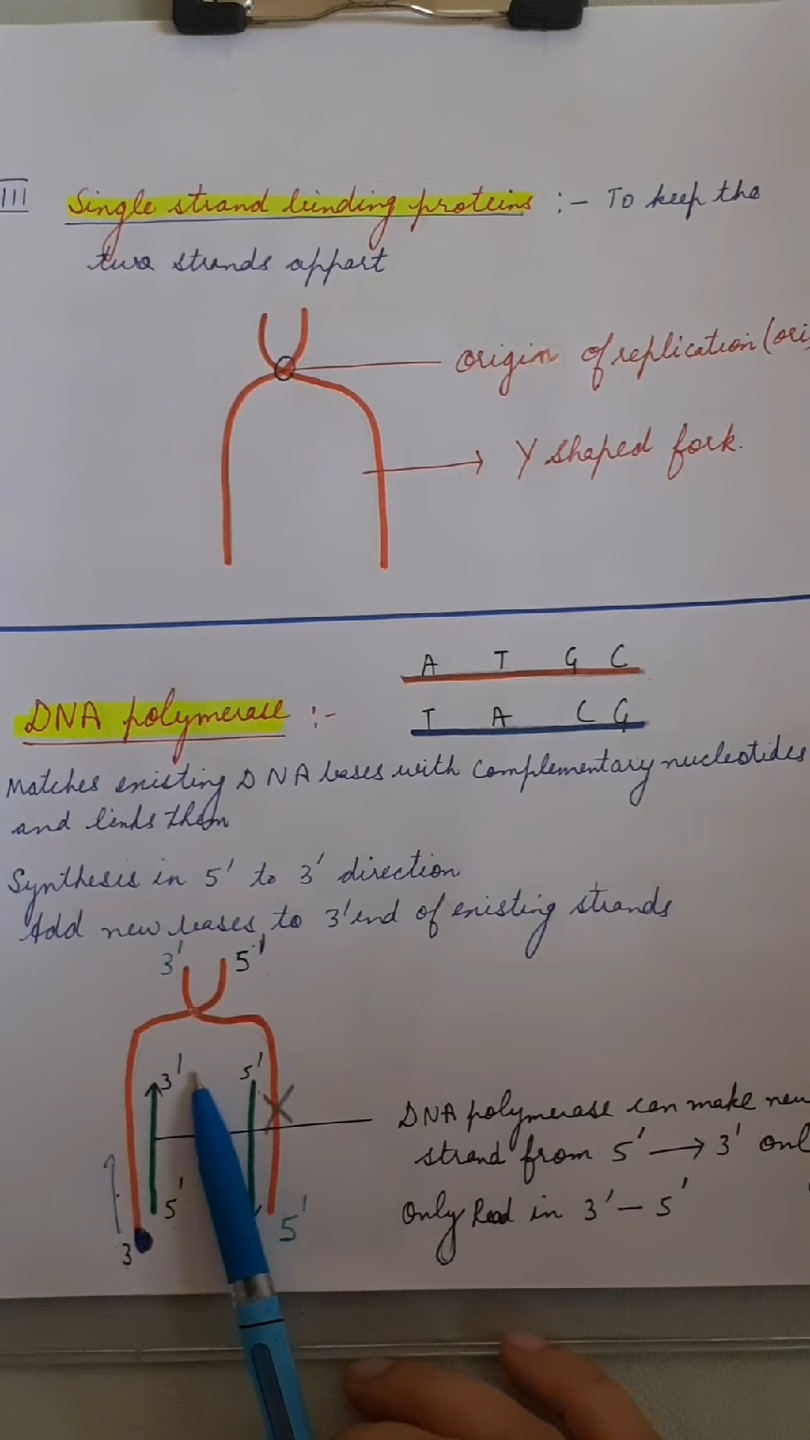 III Single strand binding proteins :- To keep the
two strands appart
origin of replication (ori
Y shaped fork.
A T G C
DNA polymerase :-
T A C G
Matches existing DNA bases with complementary nucleotides
and links them
Synthesis in 5' to 3' direction
Add new bases to 3' end of existing strands
3' 5'
3' 5'
DNA polymerase can make new
strand from 5' → 3' onl
5' 5'
Only Read in 3' - 5'
3